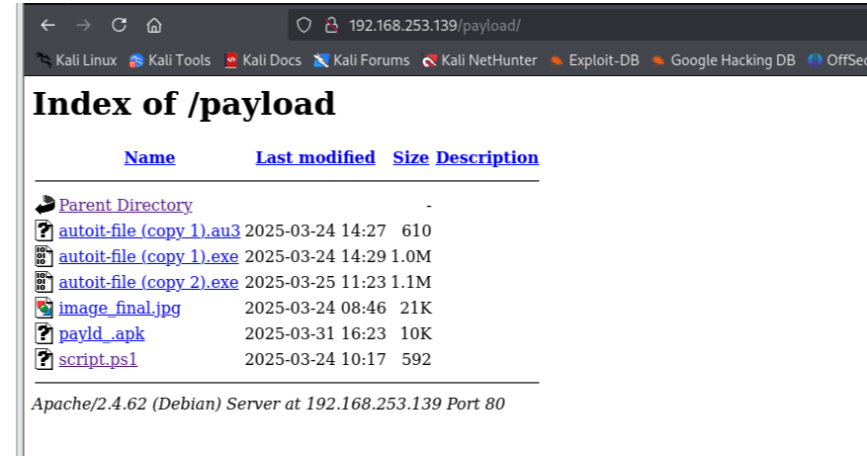 192.168.253.139/payload/
Kali Linux Kali Tools Kali Docs Kali Forums Kali NetHunter Exploit-DB Google Hacking DB OffSec
Index of /payload
Name Last modified Size Description
Parent Directory -
autoit-file (copy 1).au3 2025-03-24 14:27 610
autoit-file (copy 1).exe 2025-03-24 14:29 1.0M
autoit-file (copy 2).exe 2025-03-25 11:23 1.1M
image_final.jpg 2025-03-24 08:46 21K
payld_.apk 2025-03-31 16:23 10K
script.ps1 2025-03-24 10:17 592
Apache/2.4.62 (Debian) Server at 192.168.253.139 Port 80